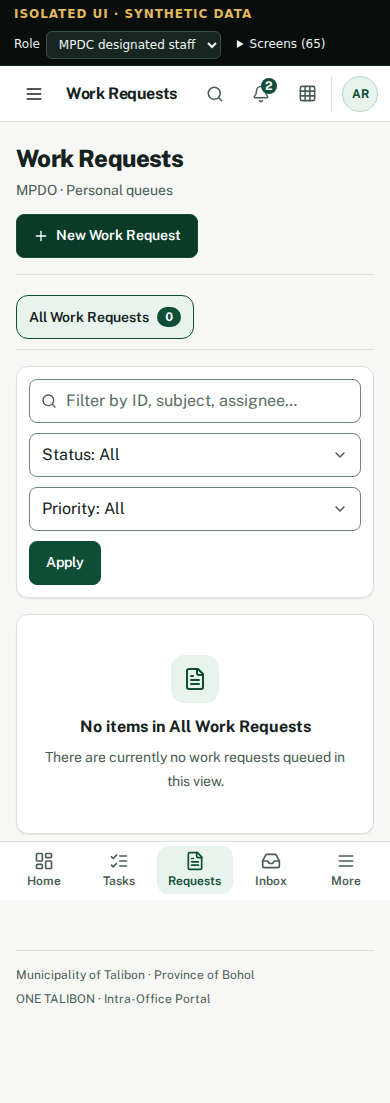 ISOLATED UI · SYNTHETIC DATA
Role MPDC designated staff Screens (65)
Work Requests 2 AR
Work Requests
MPDO · Personal queues
New Work Request
All Work Requests 0
Filter by ID, subject, assignee...
Status: All
Priority: All
Apply
No items in All Work Requests
There are currently no work requests queued in
this view.
Home Tasks Requests Inbox More
Municipality of Talibon · Province of Bohol
ONE TALIBON · Intra-Office Portal